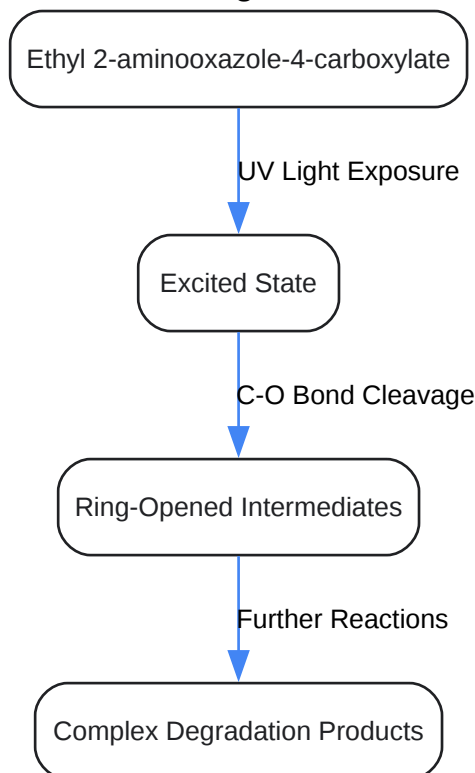 Ethyl 2-aminooxazole-4-carboxylate
UV Light Exposure
Excited State
C-O Bond Cleavage
Ring-Opened Intermediates
Further Reactions
Complex Degradation Products